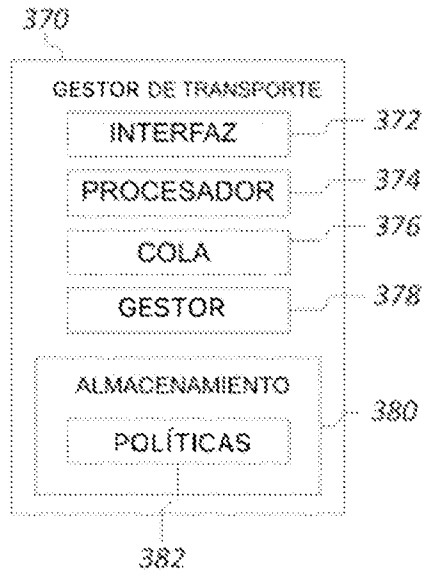 370
GESTOR DE TRANSPORTE
INTERFAZ
372
PROCESADOR
374
COLA
376
GESTOR
378
ALMACENAMIENTO
380
POLÍTICAS
382